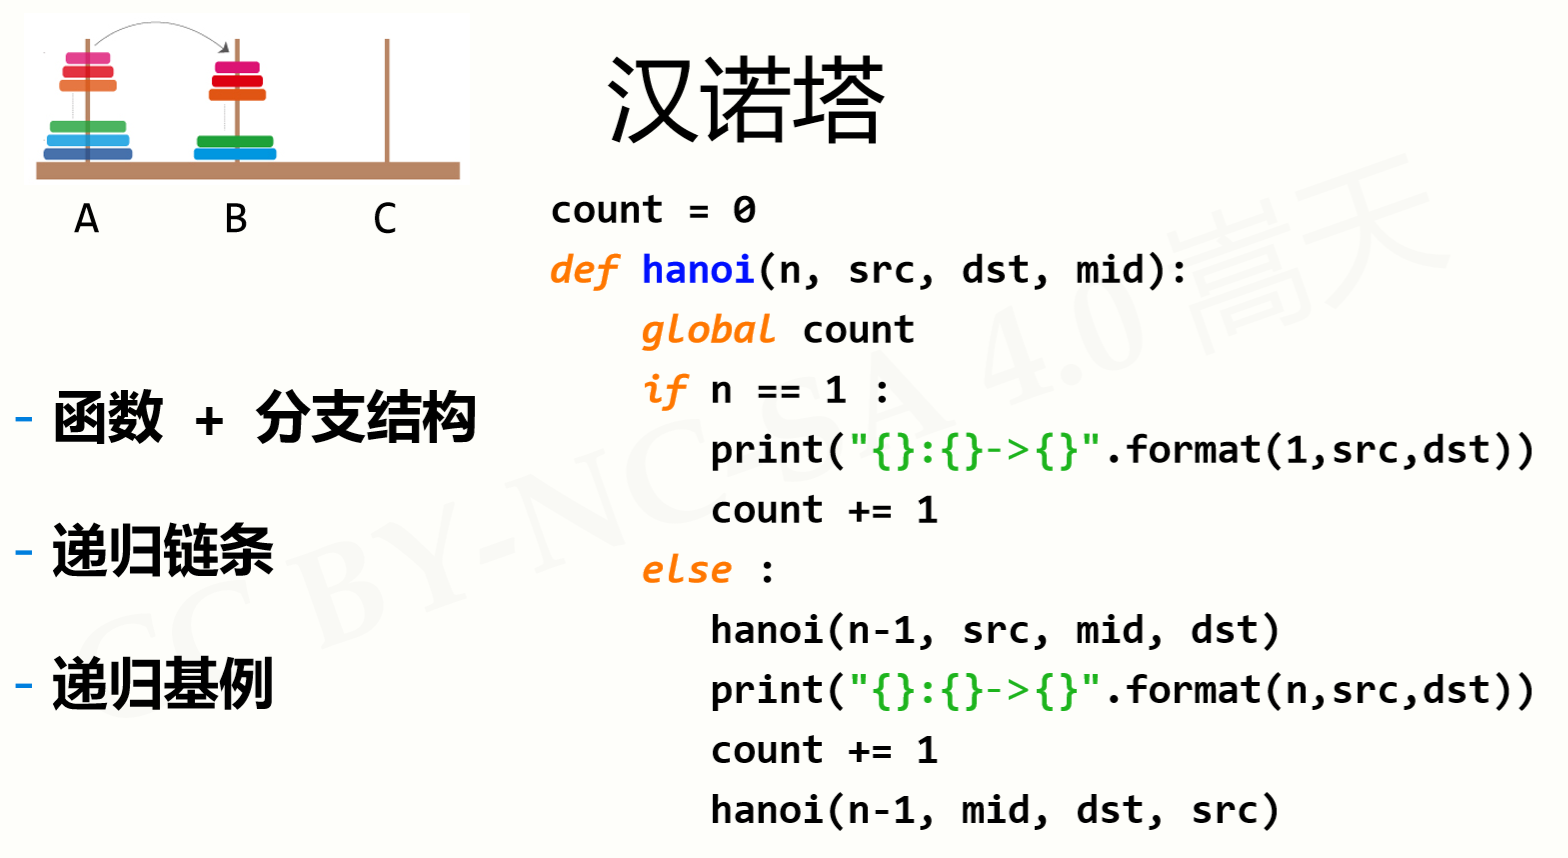 汉诺塔
A B C
- 函数 + 分支结构
- 递归链条
- 递归基例
count = 0
def hanoi(n, src, dst, mid):
    global count
    if n == 1 :
       print("{}:{}->{}".format(1,src,dst))
       count += 1
    else :
       hanoi(n-1, src, mid, dst)
       print("{}:{}->{}".format(n,src,dst))
       count += 1
       hanoi(n-1, mid, dst, src)
CC BY-NC-SA 4.0 嵩天